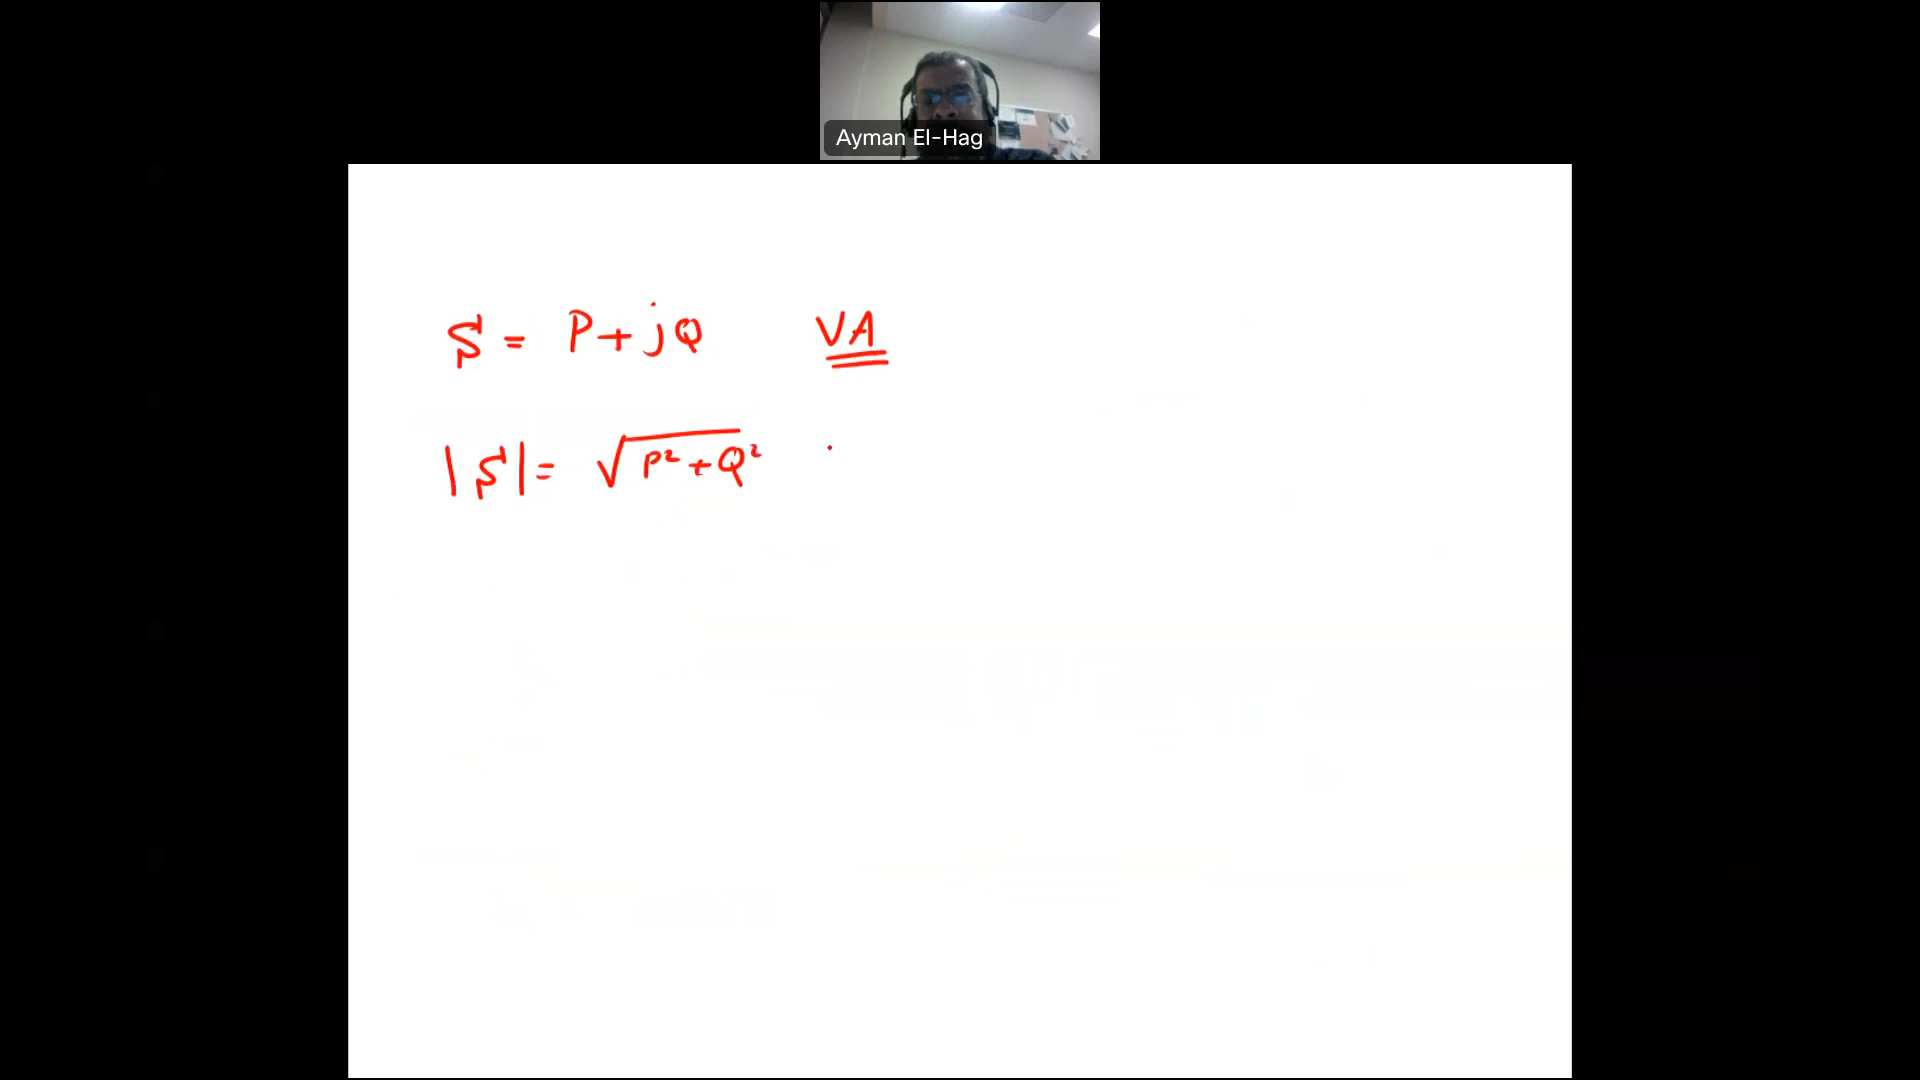 Ayman El-Hag
S = P + jQ VA
|S| = √P² + Q²